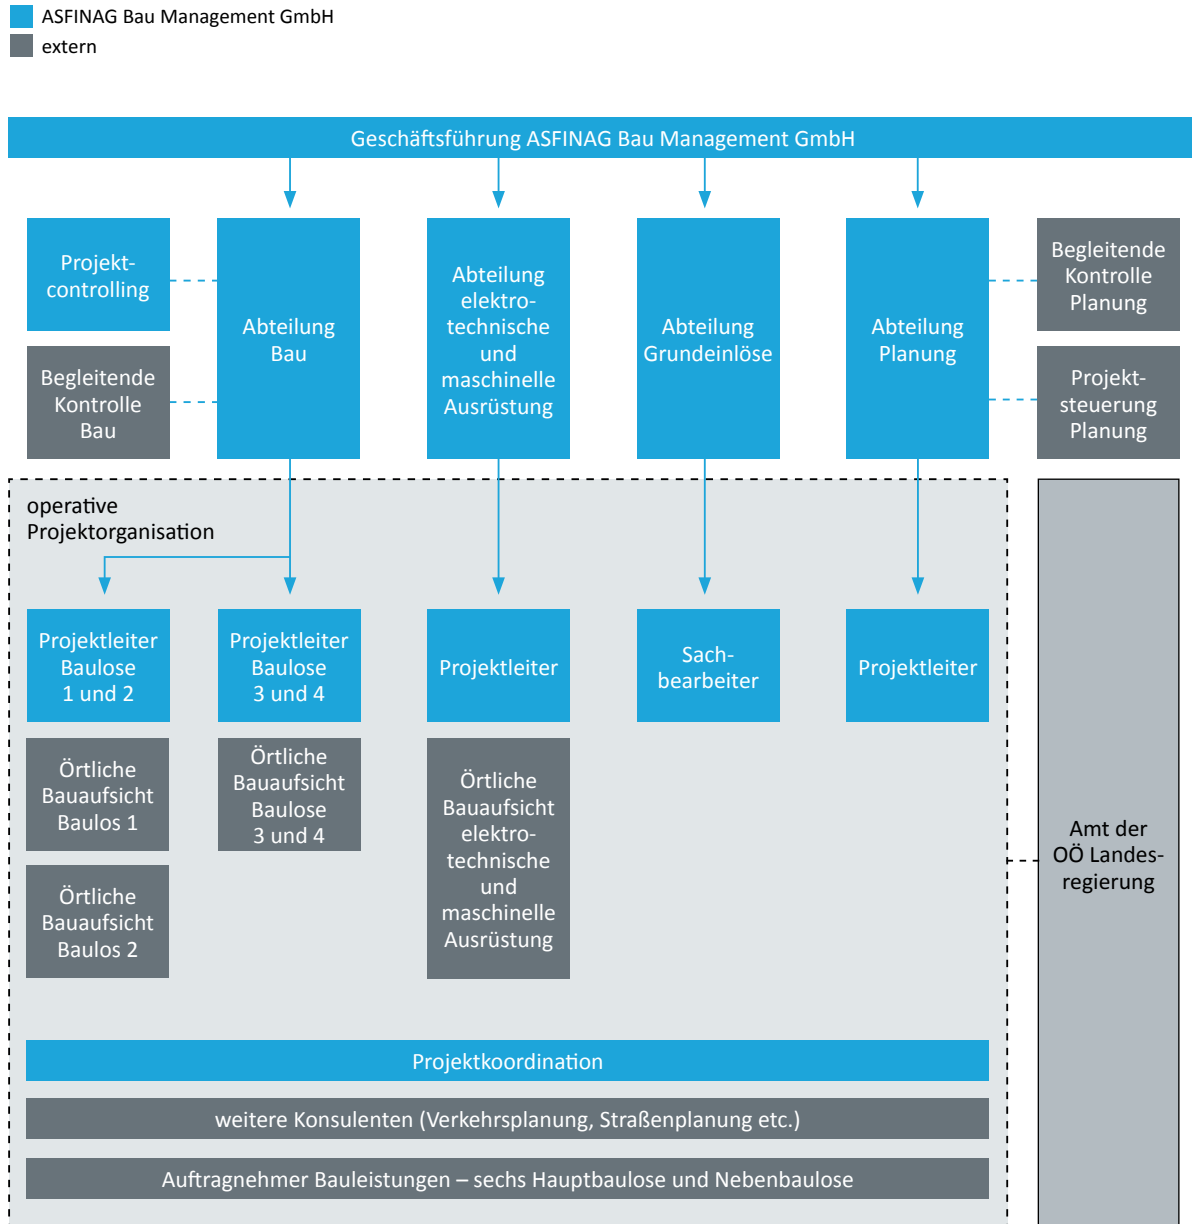 ASFINAG Bau Management GmbH
extern
Geschäftsführung ASFINAG Bau Management GmbH
Projekt-
controlling
Begleitende
Kontrolle
Bau
Abteilung
Bau
Abteilung
elektro-
technische
und
maschinelle
Ausrüstung
Abteilung
Grundeinlöse
Abteilung
Planung
Begleitende
Kontrolle
Planung
Projekt-
steuerung
Planung
operative
Projektorganisation
Projektleiter
Baulose
1 und 2
Projektleiter
Baulose
3 und 4
Projektleiter
Sach-
bearbeiter
Projektleiter
Örtliche
Bauaufsicht
Baulos 1
Örtliche
Bauaufsicht
Baulos 2
Örtliche
Bauaufsicht
Baulose
3 und 4
Örtliche
Bauaufsicht
elektro-
technische
und
maschinelle
Ausrüstung
Amt der
OÖ Landes-
regierung
Projektkoordination
weitere Konsulenten (Verkehrsplanung, Straßenplanung etc.)
Auftragnehmer Bauleistungen – sechs Hauptbaulose und Nebenbaulose